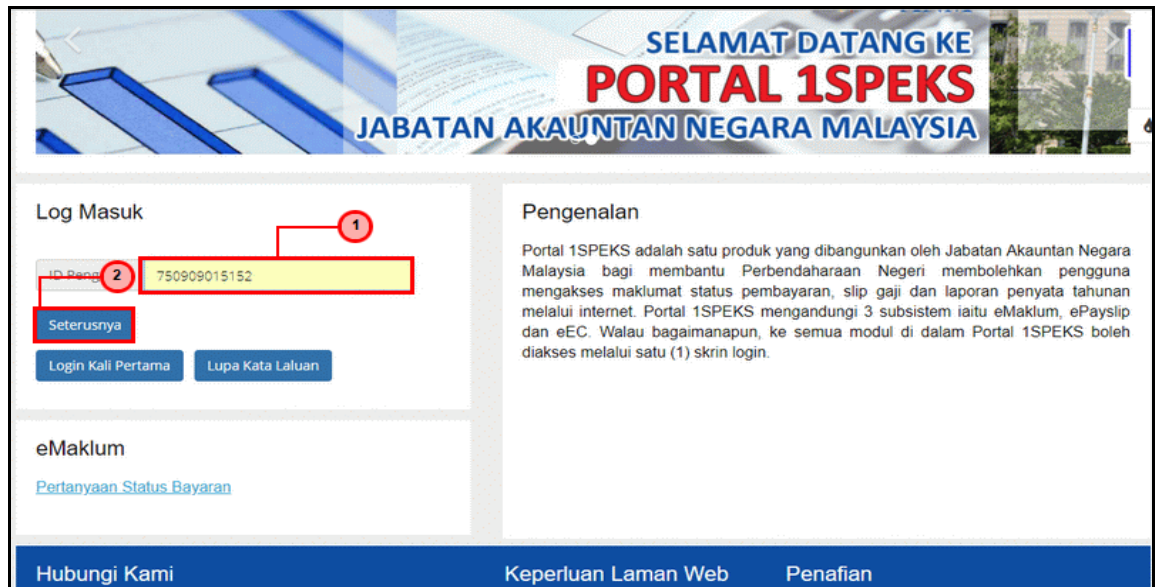 SELAMAT DATANG KE
PORTAL 1SPEKS
JABATAN AKAUNTAN NEGARA MALAYSIA
Log Masuk
1
ID Peng
2
750909015152
Seterusnya
Login Kali Pertama
Lupa Kata Laluan
eMaklum
Pertanyaan Status Bayaran
Pengenalan
Portal 1SPEKS adalah satu produk yang dibangunkan oleh Jabatan Akauntan Negara
Malaysia bagi membantu Perbendaharaan Negeri membolehkan pengguna
mengakses maklumat status pembayaran, slip gaji dan laporan penyata tahunan
melalui internet. Portal 1SPEKS mengandungi 3 subsistem iaitu eMaklum, ePayslip
dan eEC. Walau bagaimanapun, ke semua modul di dalam Portal 1SPEKS boleh
diakses melalui satu (1) skrin login.
Hubungi Kami
Keperluan Laman Web
Penafian